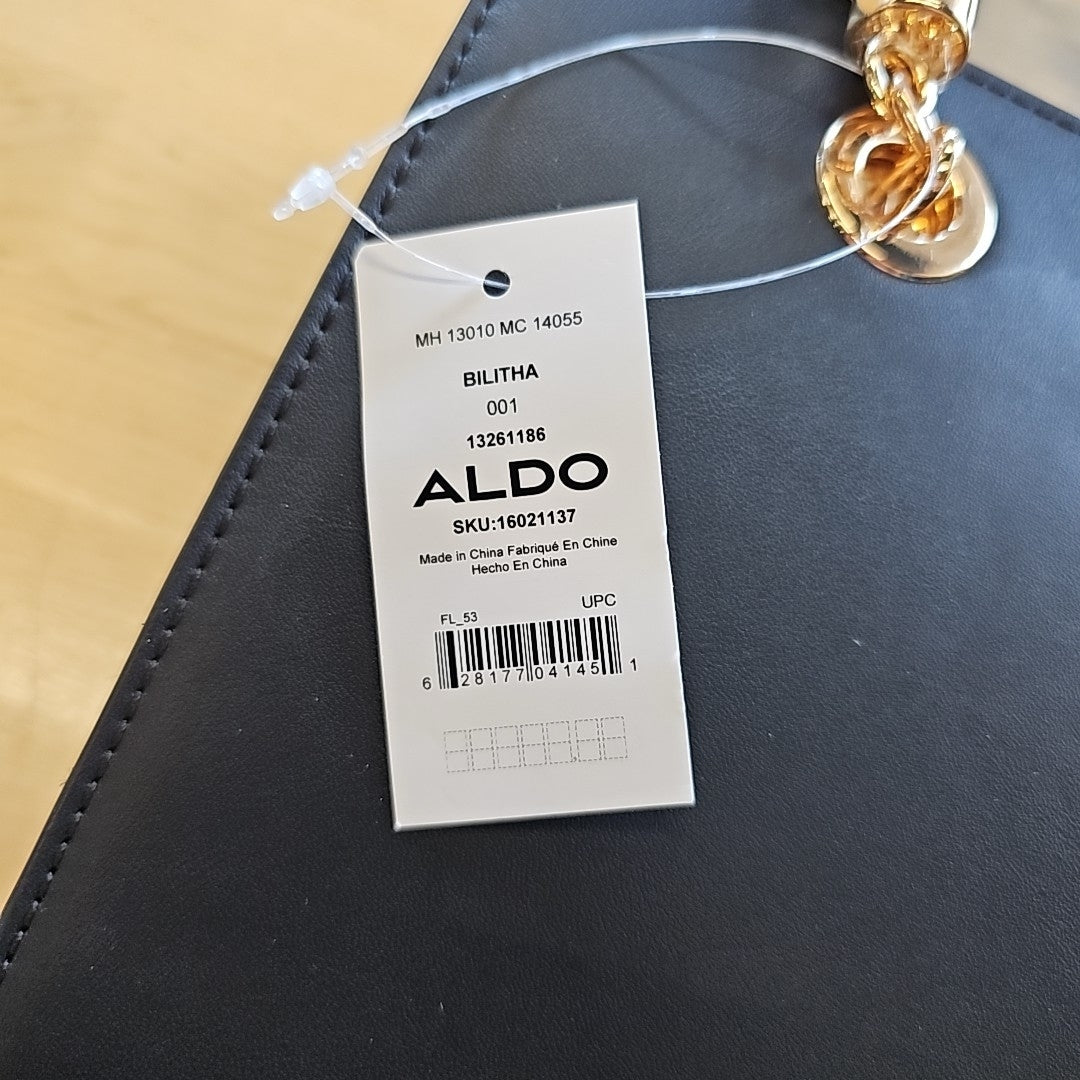 MH 13010 MC 14055
BILITHA
001
13261186
ALDO
SKU:16021137
Made in China Fabriqué En Chine
Hecho En China
FL_53
UPC
6 28177 04145 1